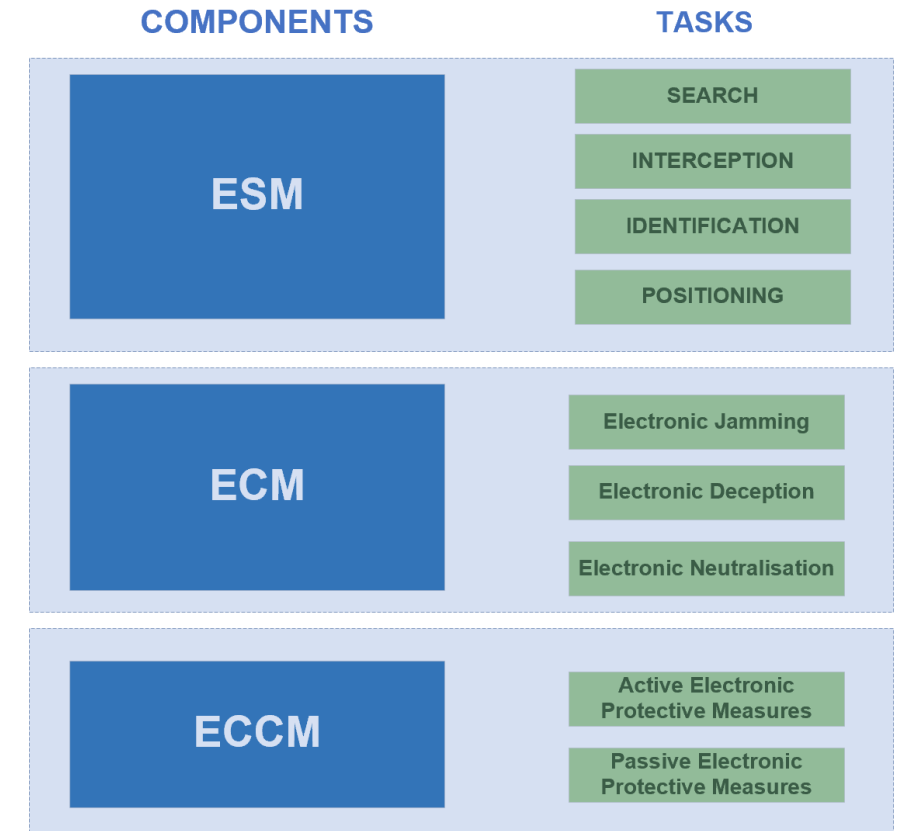 COMPONENTS
TASKS
ESM
SEARCH
INTERCEPTION
IDENTIFICATION
POSITIONING
ECM
Electronic Jamming
Electronic Deception
Electronic Neutralisation
ECCM
Active Electronic
Protective Measures
Passive Electronic
Protective Measures